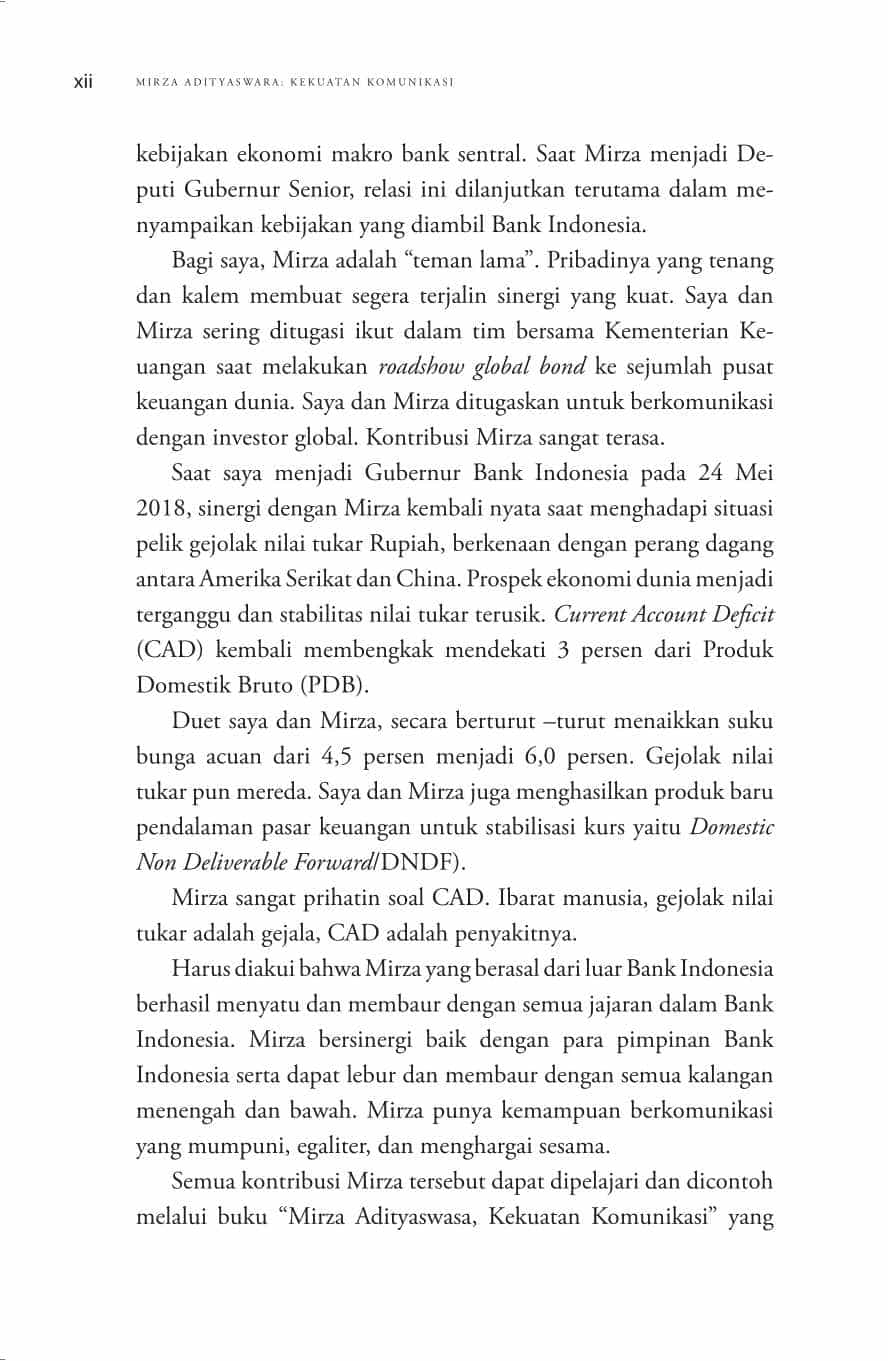 xii MIRZA ADITYASWARA: KEKUATAN KOMUNIKASI
kebijakan ekonomi makro bank sentral. Saat Mirza menjadi De-
puti Gubernur Senior, relasi ini dilanjutkan terutama dalam me-
nyampaikan kebijakan yang diambil Bank Indonesia.
Bagi saya, Mirza adalah “teman lama”. Pribadinya yang tenang
dan kalem membuat segera terjalin sinergi yang kuat. Saya dan
Mirza sering ditugasi ikut dalam tim bersama Kementerian Ke-
uangan saat melakukan roadshow global bond ke sejumlah pusat
keuangan dunia. Saya dan Mirza ditugaskan untuk berkomunikasi
dengan investor global. Kontribusi Mirza sangat terasa.
Saat saya menjadi Gubernur Bank Indonesia pada 24 Mei
2018, sinergi dengan Mirza kembali nyata saat menghadapi situasi
pelik gejolak nilai tukar Rupiah, berkenaan dengan perang dagang
antara Amerika Serikat dan China. Prospek ekonomi dunia menjadi
terganggu dan stabilitas nilai tukar terusik. Current Account Deficit
(CAD) kembali membengkak mendekati 3 persen dari Produk
Domestik Bruto (PDB).
Duet saya dan Mirza, secara berturut –turut menaikkan suku
bunga acuan dari 4,5 persen menjadi 6,0 persen. Gejolak nilai
tukar pun mereda. Saya dan Mirza juga menghasilkan produk baru
pendalaman pasar keuangan untuk stabilisasi kurs yaitu Domestic
Non Deliverable Forward/DNDF).
Mirza sangat prihatin soal CAD. Ibarat manusia, gejolak nilai
tukar adalah gejala, CAD adalah penyakitnya.
Harus diakui bahwa Mirza yang berasal dari luar Bank Indonesia
berhasil menyatu dan membaur dengan semua jajaran dalam Bank
Indonesia. Mirza bersinergi baik dengan para pimpinan Bank
Indonesia serta dapat lebur dan membaur dengan semua kalangan
menengah dan bawah. Mirza punya kemampuan berkomunikasi
yang mumpuni, egaliter, dan menghargai sesama.
Semua kontribusi Mirza tersebut dapat dipelajari dan dicontoh
melalui buku “Mirza Adityaswasa, Kekuatan Komunikasi” yang